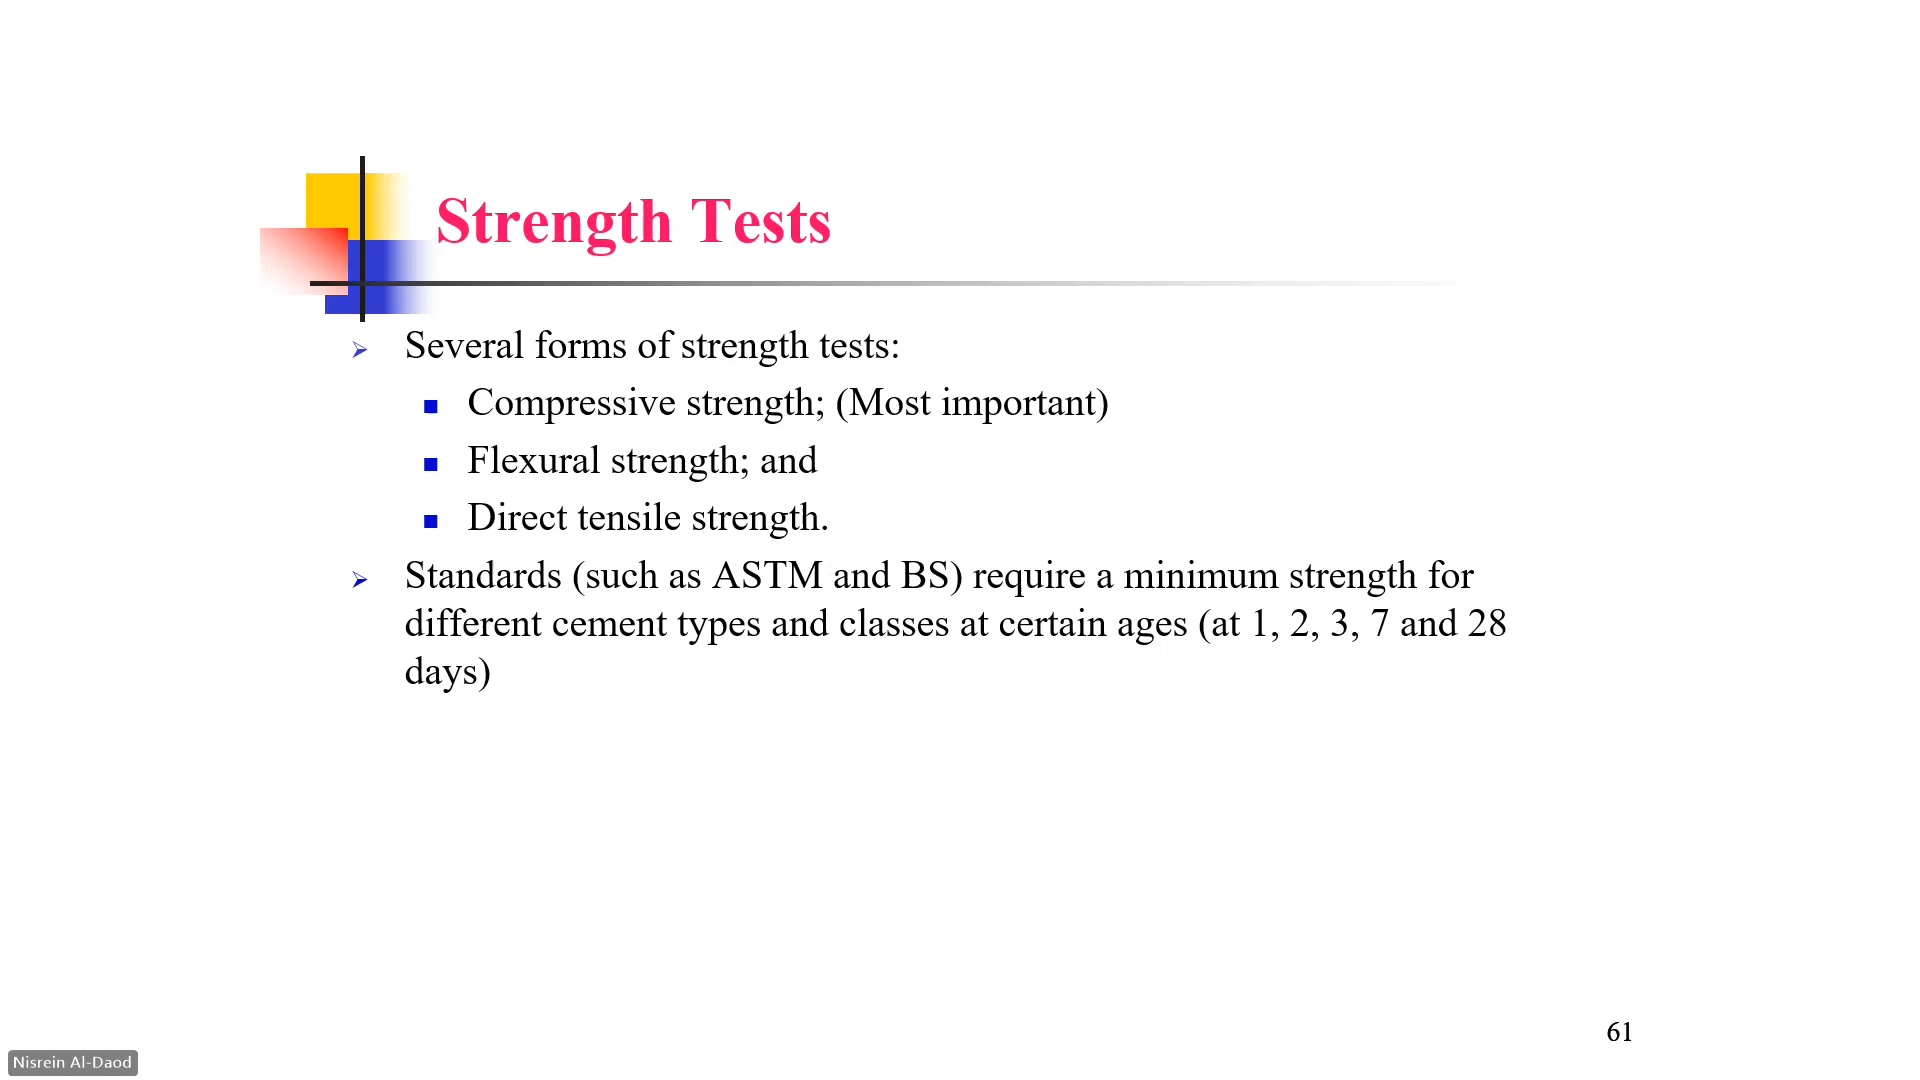 Strength Tests
Several forms of strength tests:
Compressive strength; (Most important)
Flexural strength; and
Direct tensile strength.
Standards (such as ASTM and BS) require a minimum strength for
different cement types and classes at certain ages (at 1, 2, 3, 7 and 28
days)
61
Nisrein Al-Daod